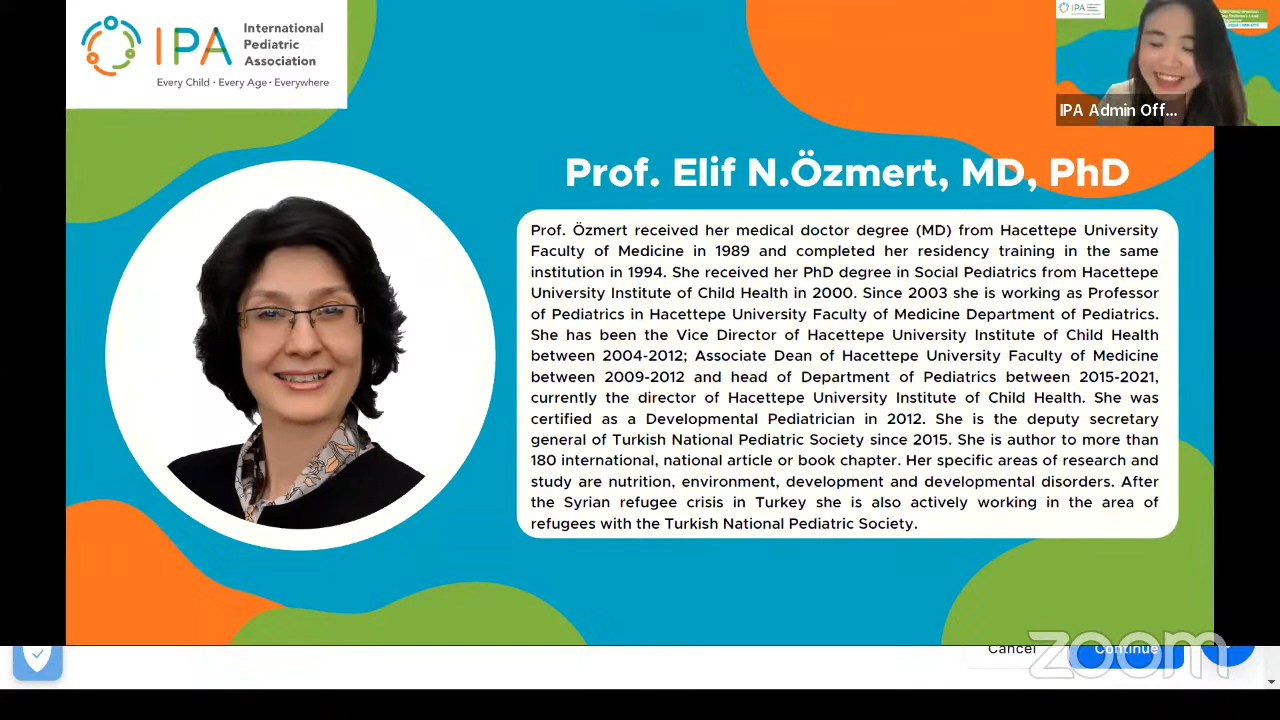 IPA
International
Pediatric
Association
Every Child · Every Age · Everywhere
IPA
IPA Admin Off...
Prof. Elif N.Özmert, MD, PhD
Prof. Özmert received her medical doctor degree (MD) from Hacettepe University
Faculty of Medicine in 1989 and completed her residency training in the same
institution in 1994. She received her PhD degree in Social Pediatrics from Hacettepe
University Institute of Child Health in 2000. Since 2003 she is working as Professor
of Pediatrics in Hacettepe University Faculty of Medicine Department of Pediatrics.
She has been the Vice Director of Hacettepe University Institute of Child Health
between 2004-2012; Associate Dean of Hacettepe University Faculty of Medicine
between 2009-2012 and head of Department of Pediatrics between 2015-2021,
currently the director of Hacettepe University Institute of Child Health. She was
certified as a Developmental Pediatrician in 2012. She is the deputy secretary
general of Turkish National Pediatric Society since 2015. She is author to more than
180 international, national article or book chapter. Her specific areas of research and
study are nutrition, environment, development and developmental disorders. After
the Syrian refugee crisis in Turkey she is also actively working in the area of
refugees with the Turkish National Pediatric Society.
Cancel
Continue
zoom